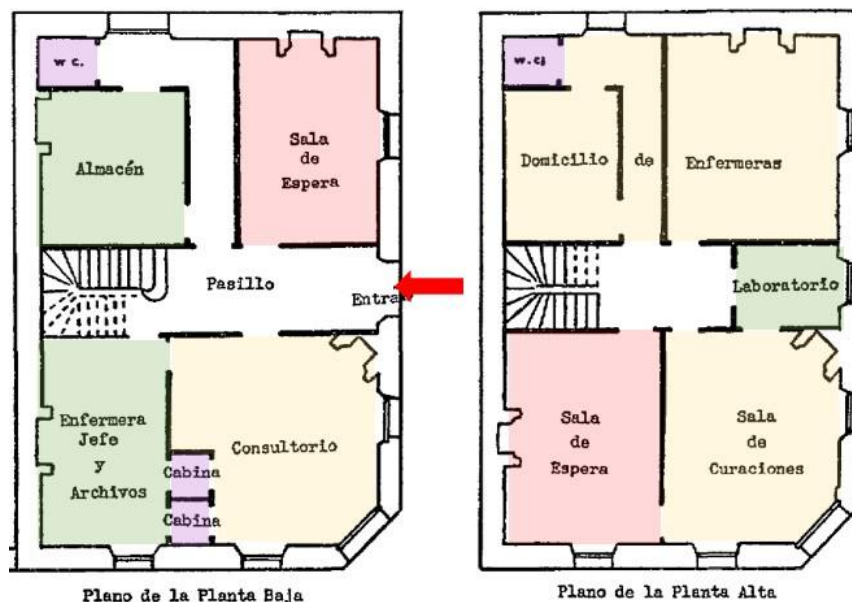 w c.
Almacén
Sala
de
Espera
Pasillo
Entra
Enfermera
Jefe
y
Archivos
Cabina
Cabina
Consultorio
Plano de la Planta Baja
w.c.
Domicilio de Enfermeras
Laboratorio
Sala
de
Espera
Sala
de
Curaciones
Plano de la Planta Alta